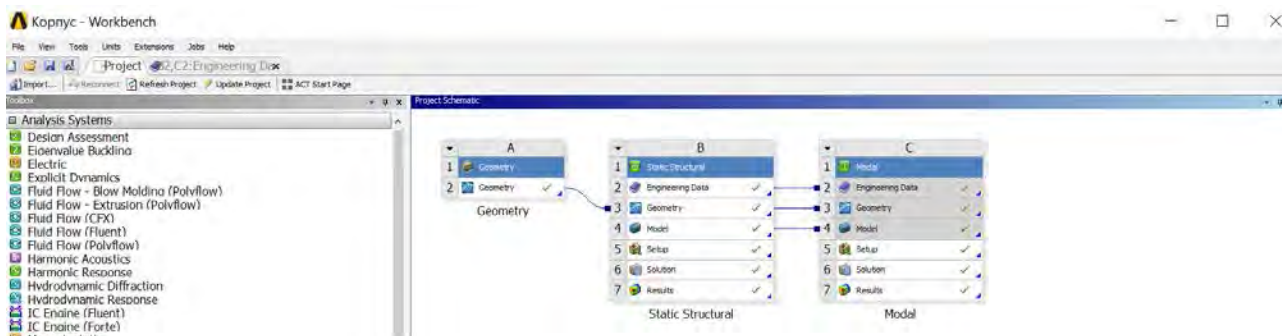 Корпус - Workbench
File View Tools Units Extensions Jobs Help
Project B2,C2:Engineering Da
Import... Reconnect Refresh Project Update Project ACT Start Page
Toolbox
Project Schematic
Analysis Systems
Design Assessment
Eigenvalue Buckling
Electric
Explicit Dynamics
Fluid Flow - Blow Molding (Polyflow)
Fluid Flow - Extrusion (Polyflow)
Fluid Flow (CFX)
Fluid Flow (Fluent)
Fluid Flow (Polyflow)
Harmonic Acoustics
Harmonic Response
Hydrodynamic Diffraction
Hydrodynamic Response
IC Engine (Fluent)
IC Engine (Forte)
A
1 Geometry
2 Geometry
Geometry
B
1 Static Structural
2 Engineering Data
3 Geometry
4 Model
5 Setup
6 Solution
7 Results
Static Structural
C
1 Modal
2 Engineering Data
3 Geometry
4 Model
5 Setup
6 Solution
7 Results
Modal